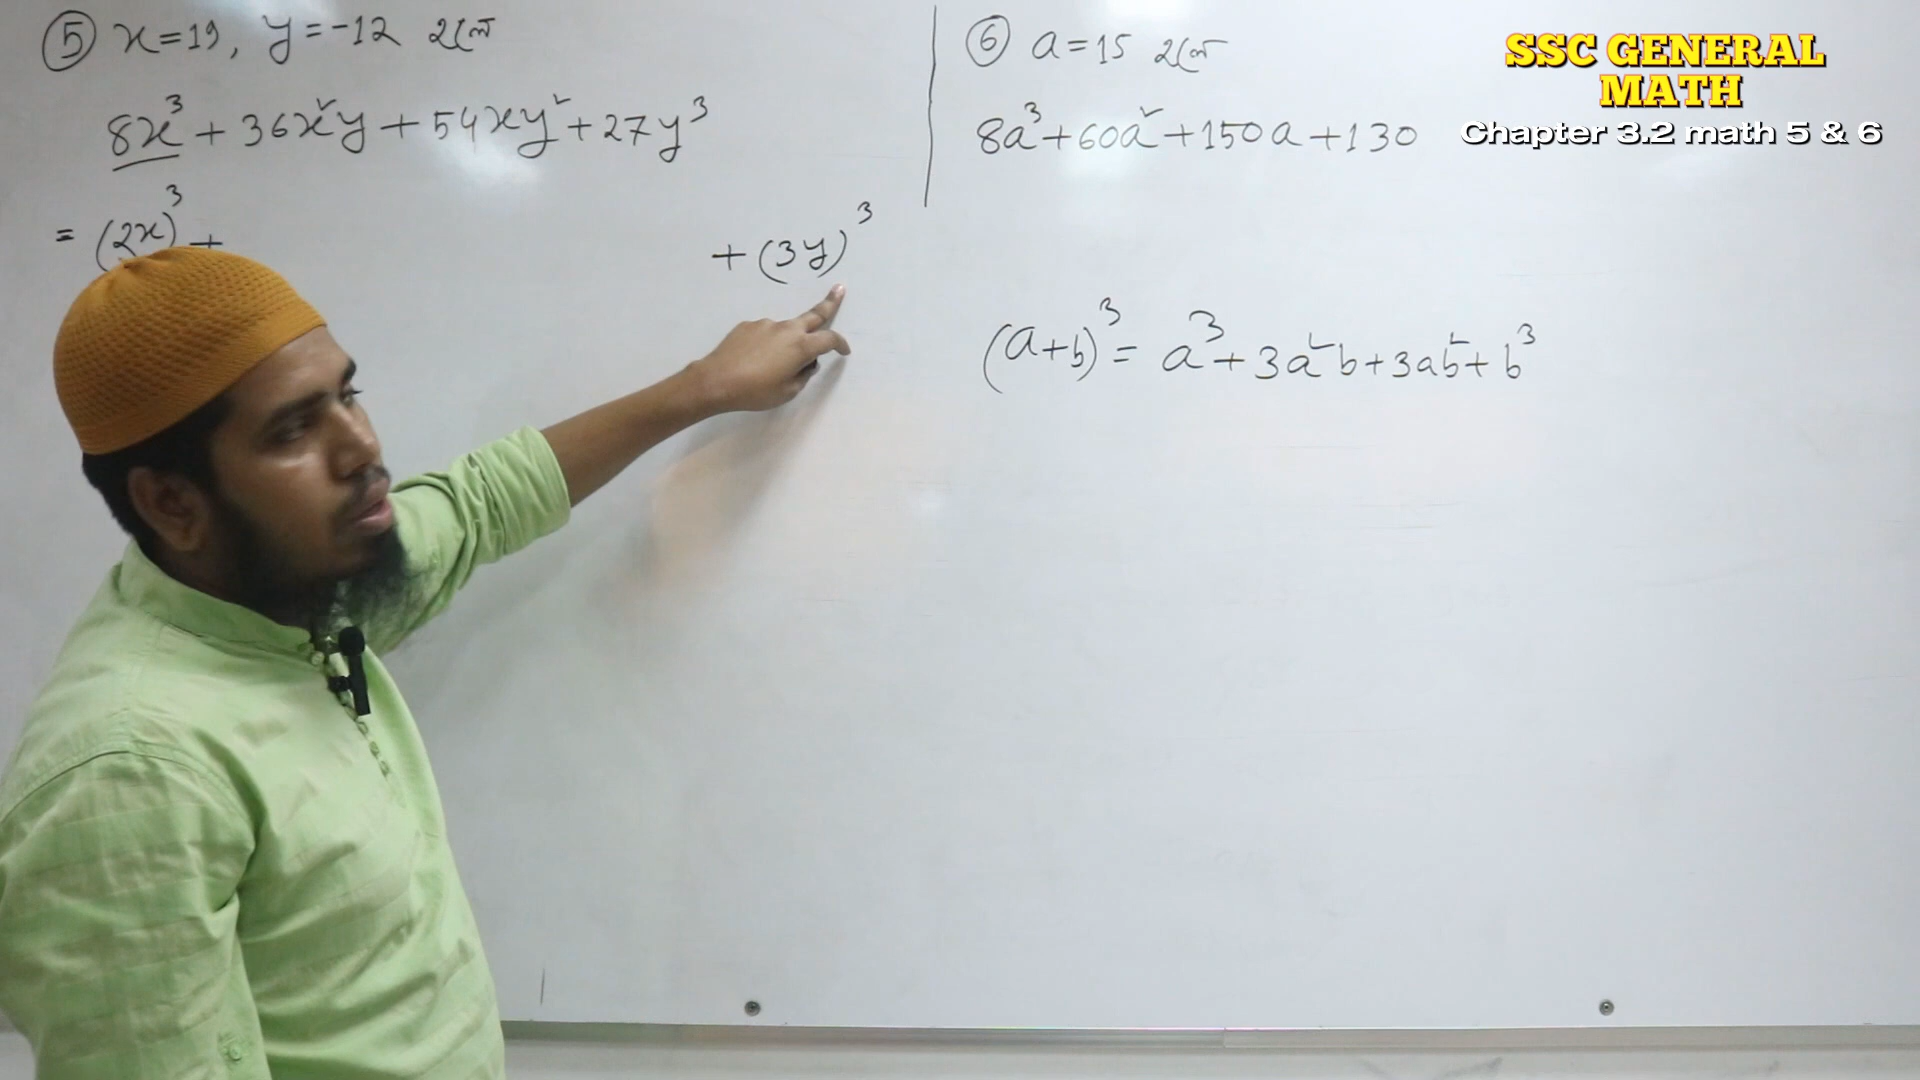 ⑤ x=19, y=-12 হলে
8x³ + 36x²y + 54xy² + 27y³
= (2x)³ + + (3y)³
⑥ a=15 হলে
8a³+60a²+150a+130
(a+b)³ = a³+3a²b+3ab²+b³
SSC GENERAL
MATH
Chapter 3.2 math 5 & 6